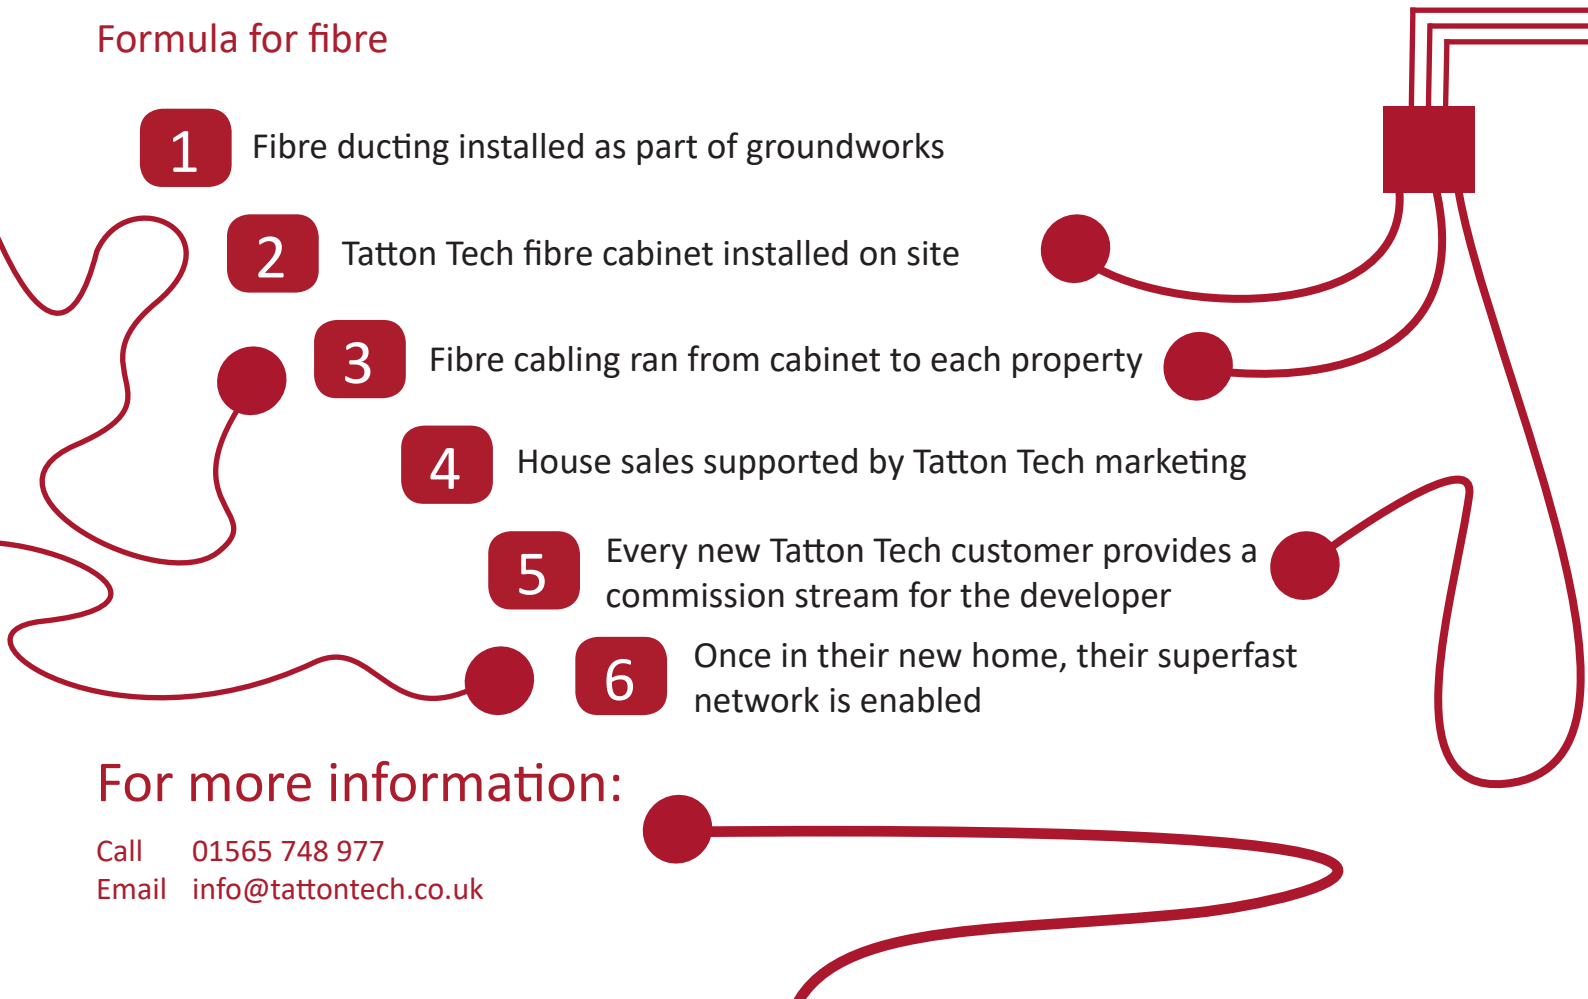 Formula for fibre
1 Fibre ducting installed as part of groundworks
2 Tatton Tech fibre cabinet installed on site
3 Fibre cabling ran from cabinet to each property
4 House sales supported by Tatton Tech marketing
5 Every new Tatton Tech customer provides a
commission stream for the developer
6 Once in their new home, their superfast
network is enabled
For more information:
Call 01565 748 977
Email info@tattontech.co.uk